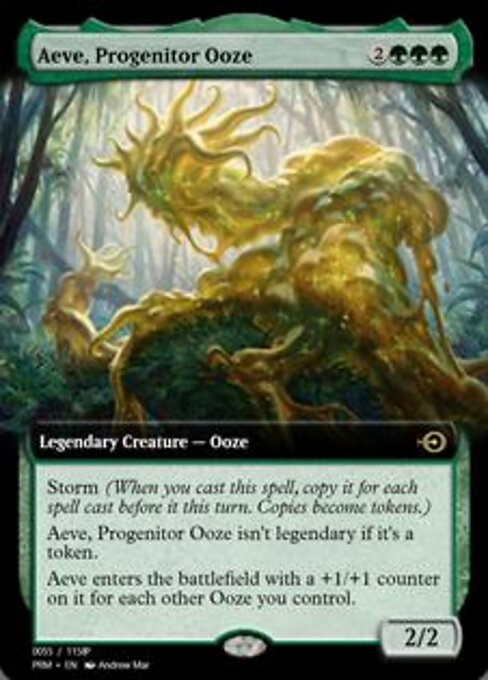 Aeve, Progenitor Ooze 2
Legendary Creature — Ooze
Storm (When you cast this spell, copy it for each
spell cast before it this turn. Copies become tokens.)
Aeve, Progenitor Ooze isn't legendary if it's a
token.
Aeve enters the battlefield with a +1/+1 counter
on it for each other Ooze you control.
2/2
0055 / 1158P
PRM • EN Andrew Mar